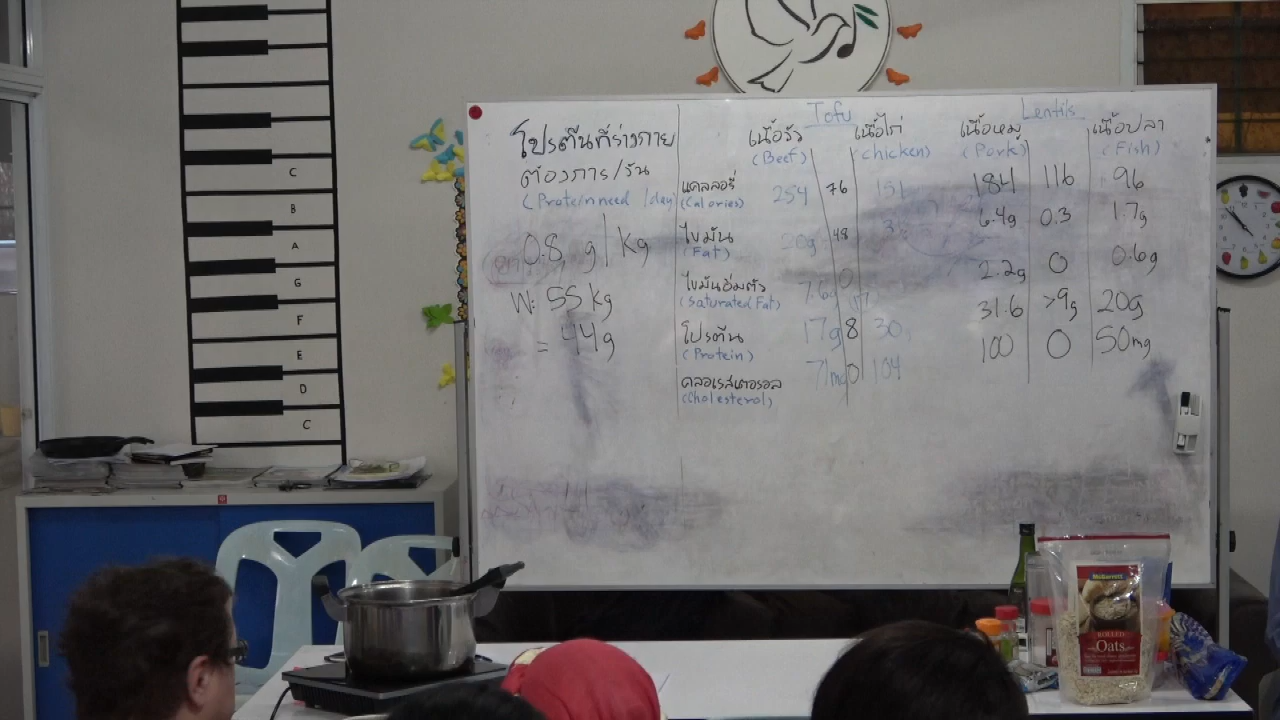 โปรตีนที่ร่างกาย
ต้องการ/วัน
(Protein need /day)
0.8 g/Kg
W: 55 kg
= 44g
Tofu Lentils
เนื้อวัว เนื้อไก่ เนื้อหมู เนื้อปลา
(Beef) (chicken) (Pork) (Fish)
แคลลอรี่ 254 76 151 184 116 96
(Calories)
ไขมัน 20g 48 3 6.4g 0.3 1.7g
(Fat)
ไขมันอิ่มตัว 0 2.2g 0 0.6g
(Saturated Fat)
โปรตีน 17g 8 30 31.6 >9g 20g
(Protein)
คลอเรสเตอรอล 71mg 0 104 100 0 50mg
(Cholesterol)
C
B
A
G
F
E
D
C
McGarrett
ROLLED
Oats